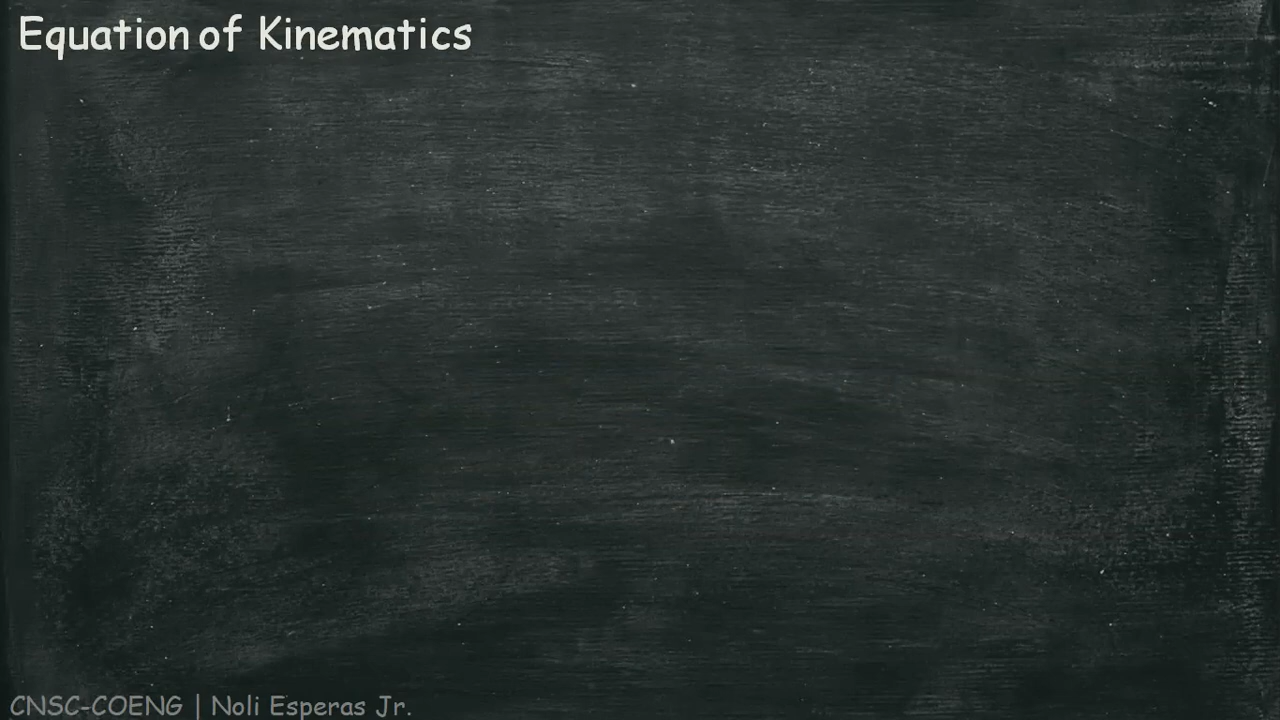 Equation of Kinematics
CNSC-COENG | Noli Esperas Jr.